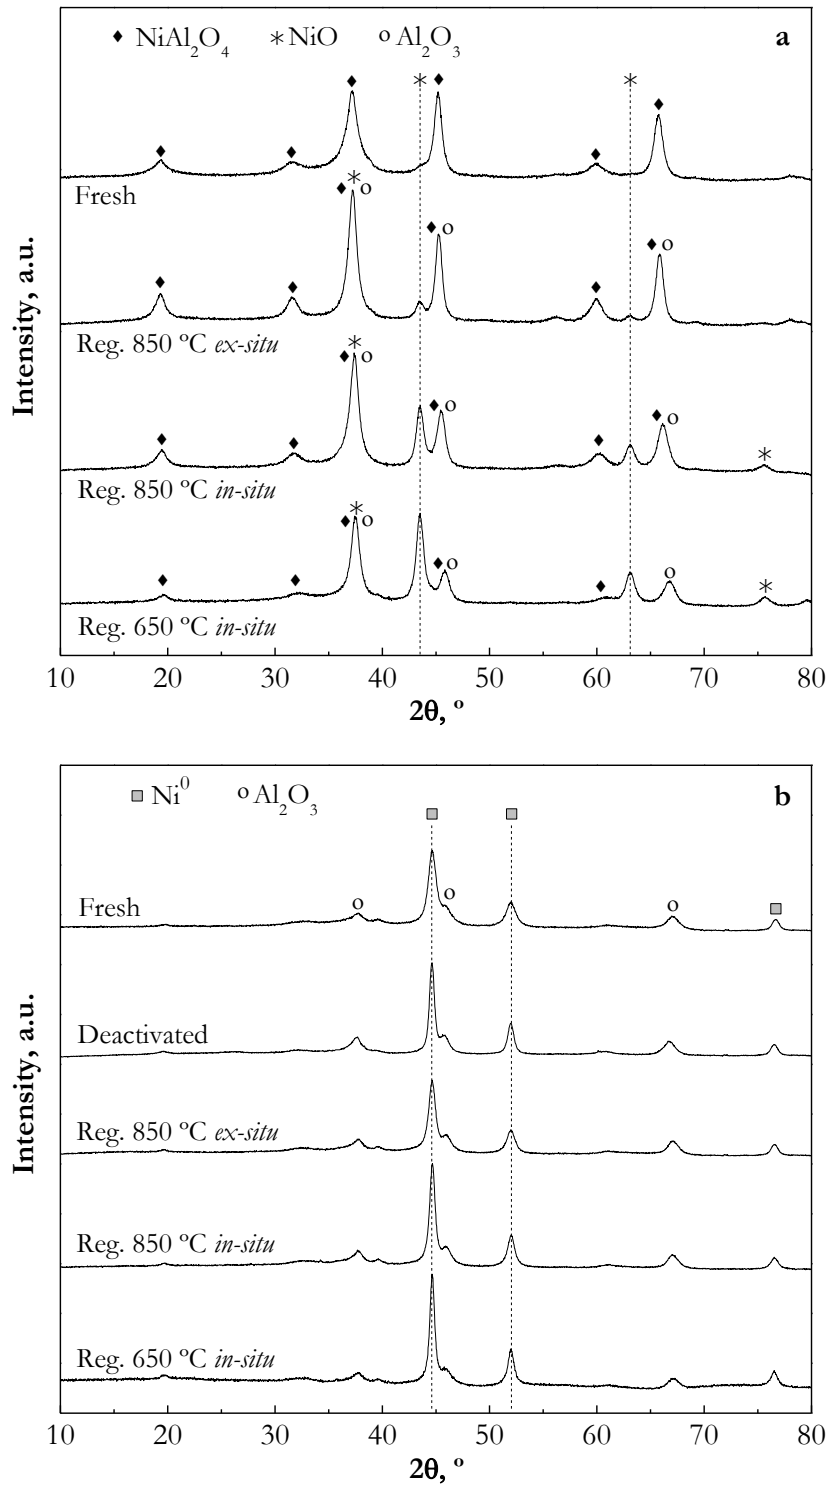 ♦ NiAl₂O₄ ∗NiO o Al₂O₃ a
Fresh
Reg. 850 ºC ex-situ
Reg. 850 ºC in-situ
Reg. 650 ºC in-situ
Intensity, a.u.
10 20 30 40 50 60 70 80
2θ, º
Ni⁰ o Al₂O₃ b
Fresh
Deactivated
Reg. 850 ºC ex-situ
Reg. 850 ºC in-situ
Reg. 650 ºC in-situ
Intensity, a.u.
10 20 30 40 50 60 70 80
2θ, º